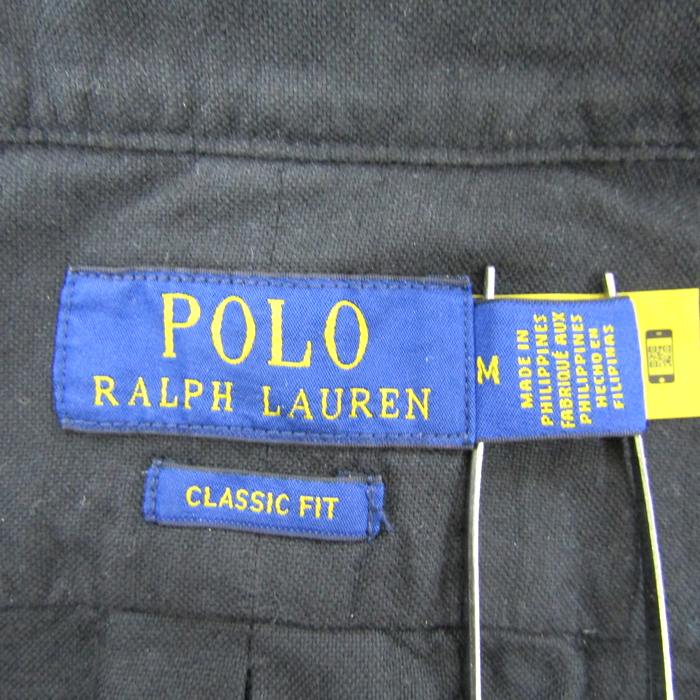 POLO
RALPH LAUREN
M
MADE IN
PHILIPPINES
FABRIQUÉ AUX
PHILIPPINES
HECHO EN
FILIPINAS
CLASSIC FIT